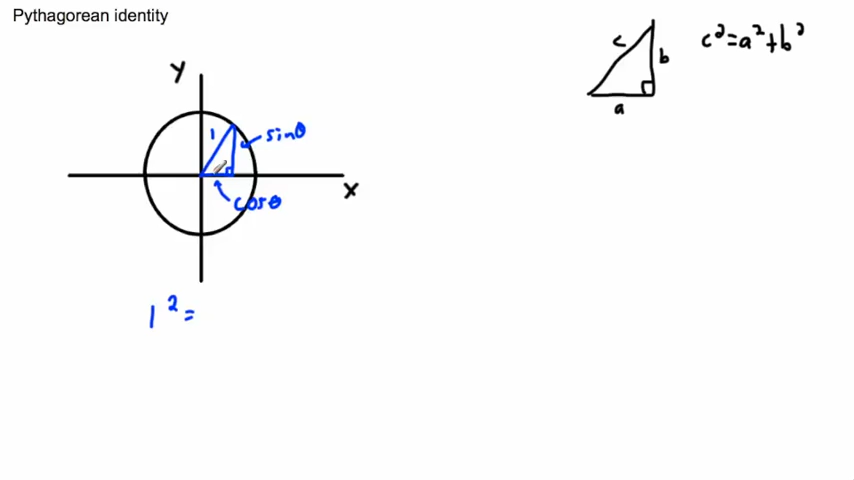 Pythagorean identity
c
b
a
c²=a²+b²
y
1
sinθ
x
cosθ
1²=